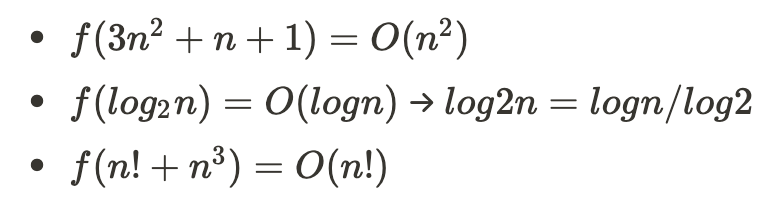 • f(3n² + n + 1) = O(n²)
• f(log₂n) = O(logn) → log2n = logn/log2
• f(n! + n³) = O(n!)